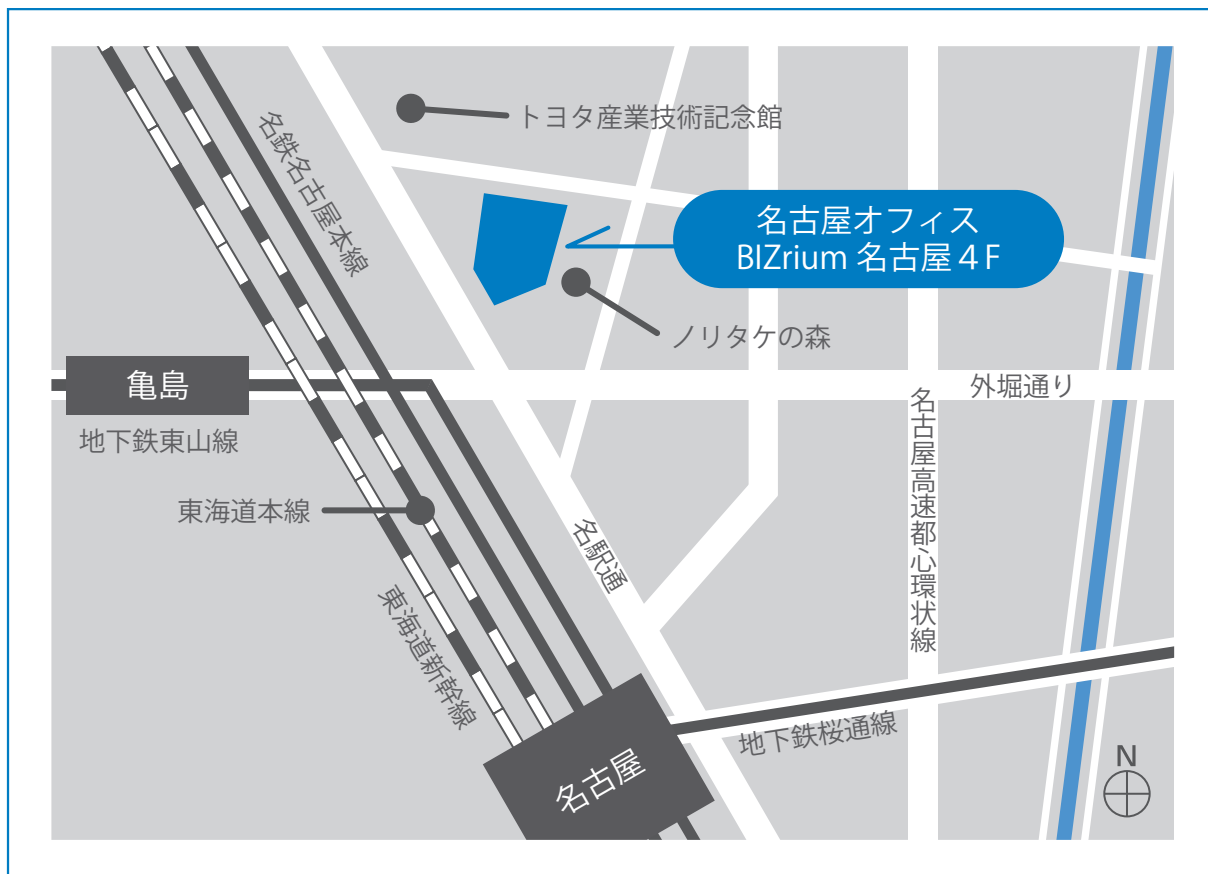 トヨタ産業技術記念館
名鉄名古屋本線
名古屋オフィス
BIZrium 名古屋４F
ノリタケの森
亀島
外堀通り
地下鉄東山線
名古屋高速都心環状線
東海道本線
名駅通
東海道新幹線
地下鉄桜通線
名古屋
N